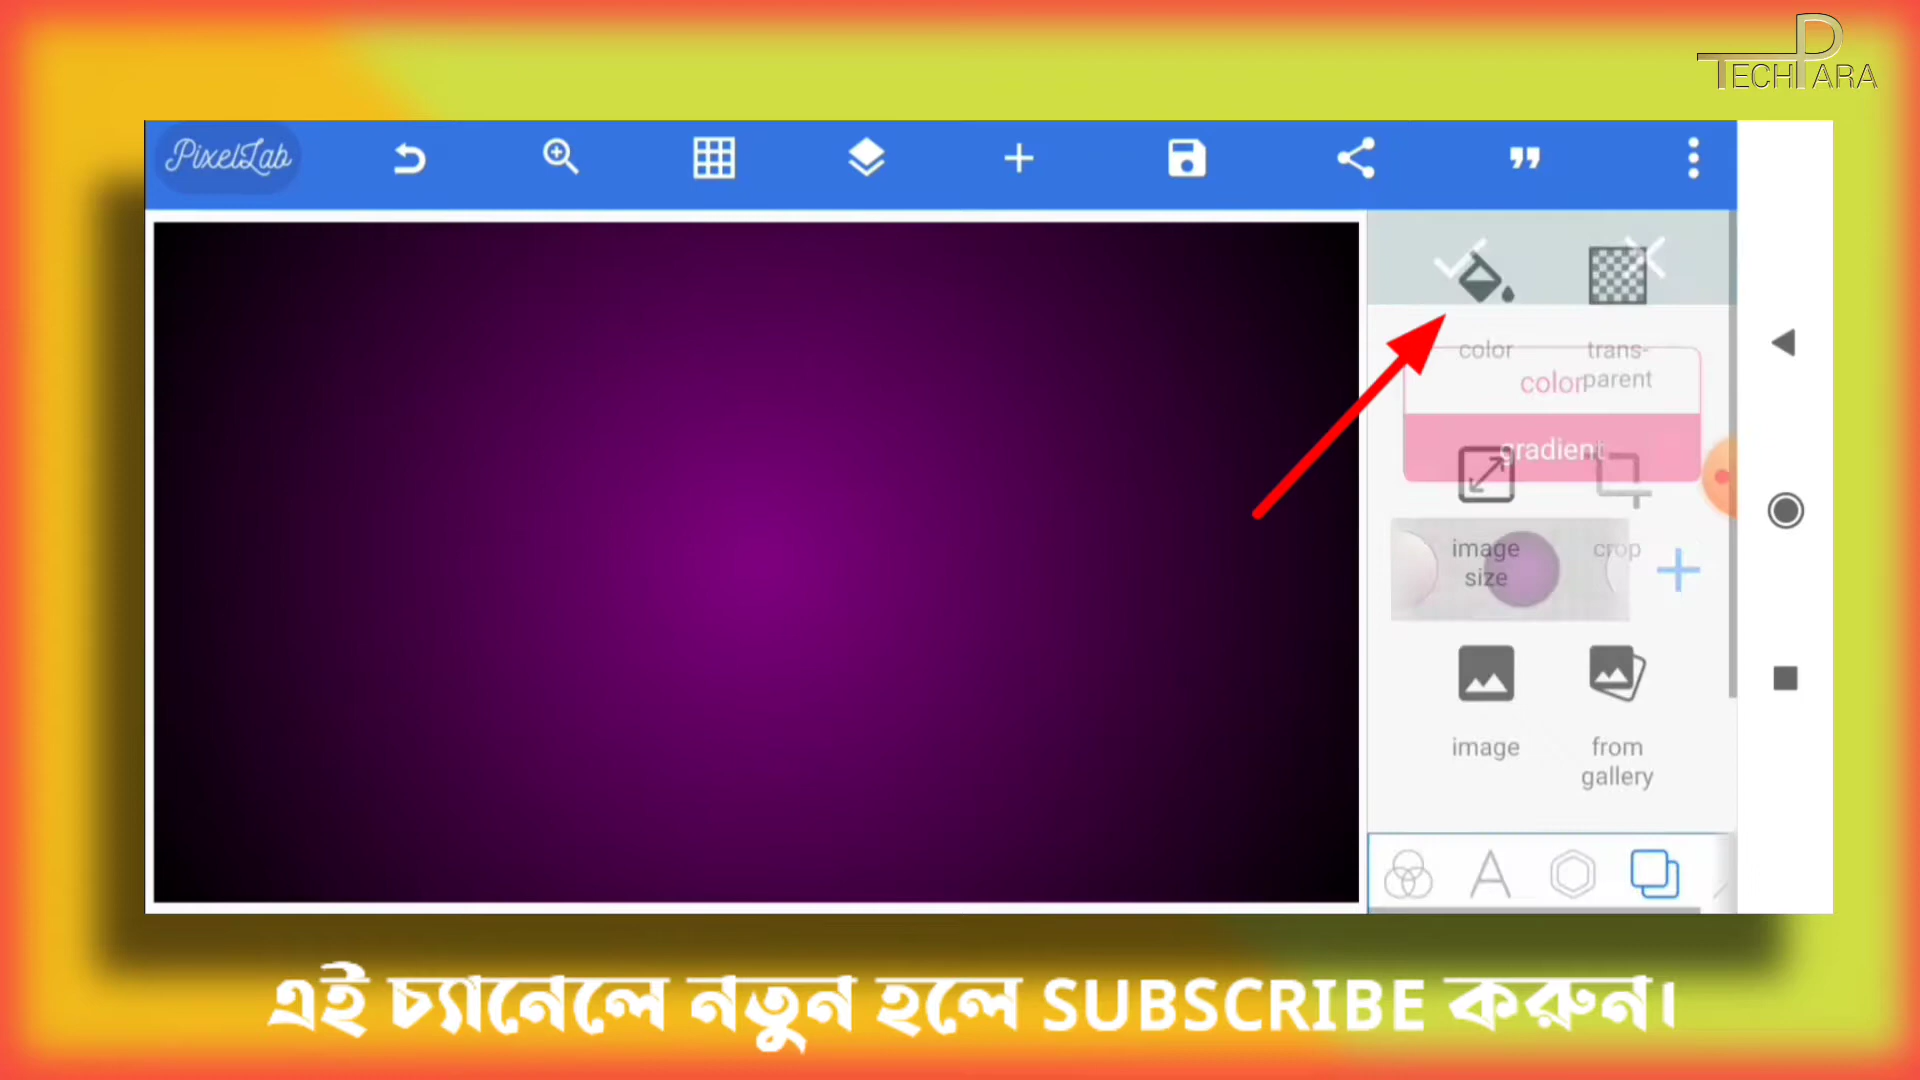 TECHPARA
PixelLab
color
trans-
parent
color
gradient
image
size
crop
image
from
gallery
এই চ্যানেলে নতুন হলে SUBSCRIBE করুন।